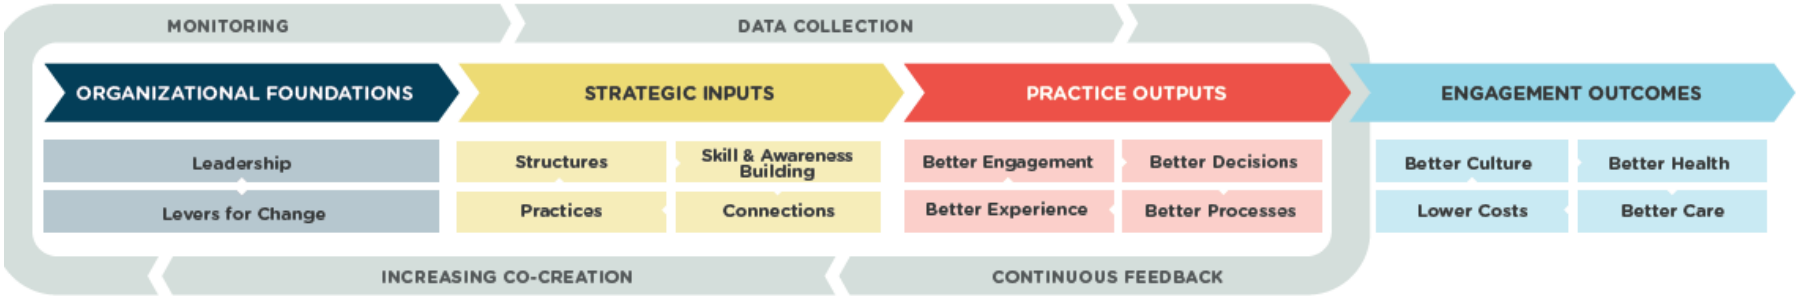 MONITORING
DATA COLLECTION
ORGANIZATIONAL FOUNDATIONS
STRATEGIC INPUTS
PRACTICE OUTPUTS
ENGAGEMENT OUTCOMES
Leadership
Levers for Change
Structures
Skill & Awareness
Building
Practices
Connections
Better Engagement
Better Decisions
Better Experience
Better Processes
Better Culture
Better Health
Lower Costs
Better Care
INCREASING CO-CREATION
CONTINUOUS FEEDBACK